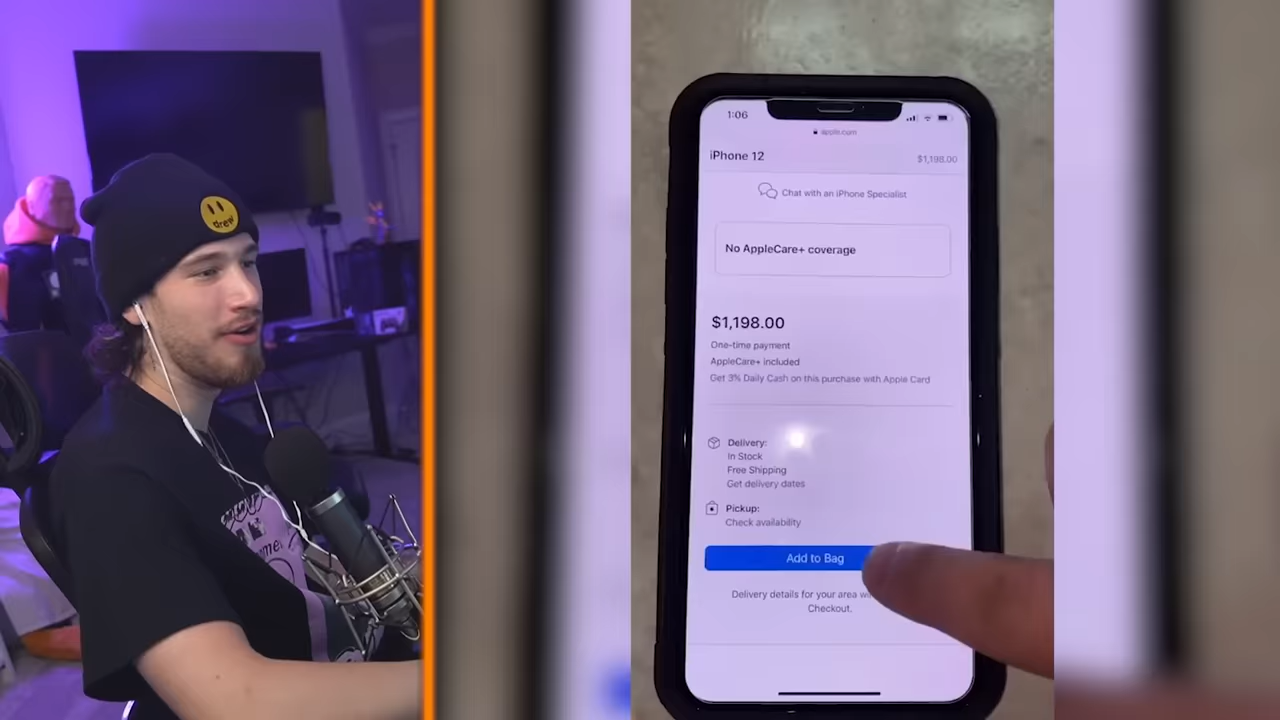 drew
1:06
apple.com
iPhone 12
$1,198.00
Chat with an iPhone Specialist
No AppleCare+ coverage
$1,198.00
One-time payment
AppleCare+ included
Get 3% Daily Cash on this purchase with Apple Card
Delivery:
In Stock
Free Shipping
Get delivery dates
Pickup:
Check availability
Add to Bag
Delivery details for your area
Checkout.